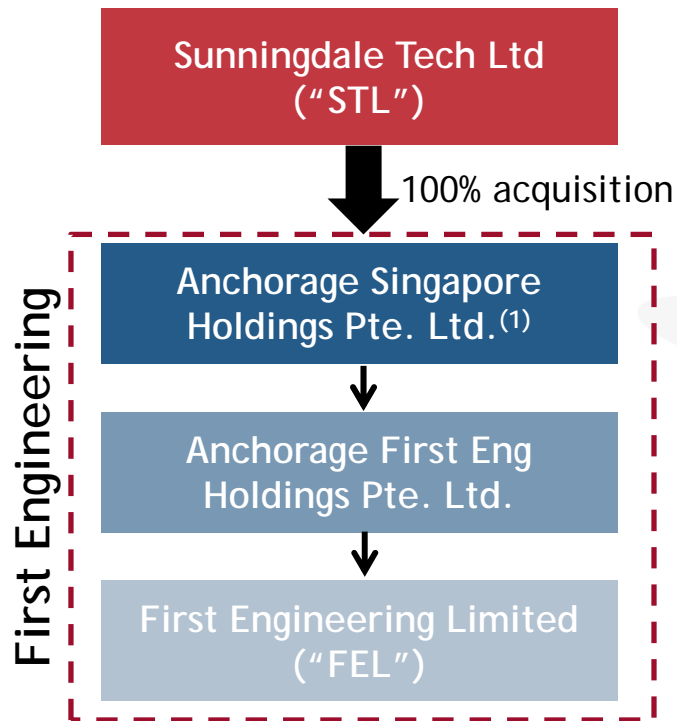 Sunningdale Tech Ltd
(“STL”)
100% acquisition
First Engineering
Anchorage Singapore
Holdings Pte. Ltd.(1)
Anchorage First Eng
Holdings Pte. Ltd.
First Engineering Limited
(“FEL”)